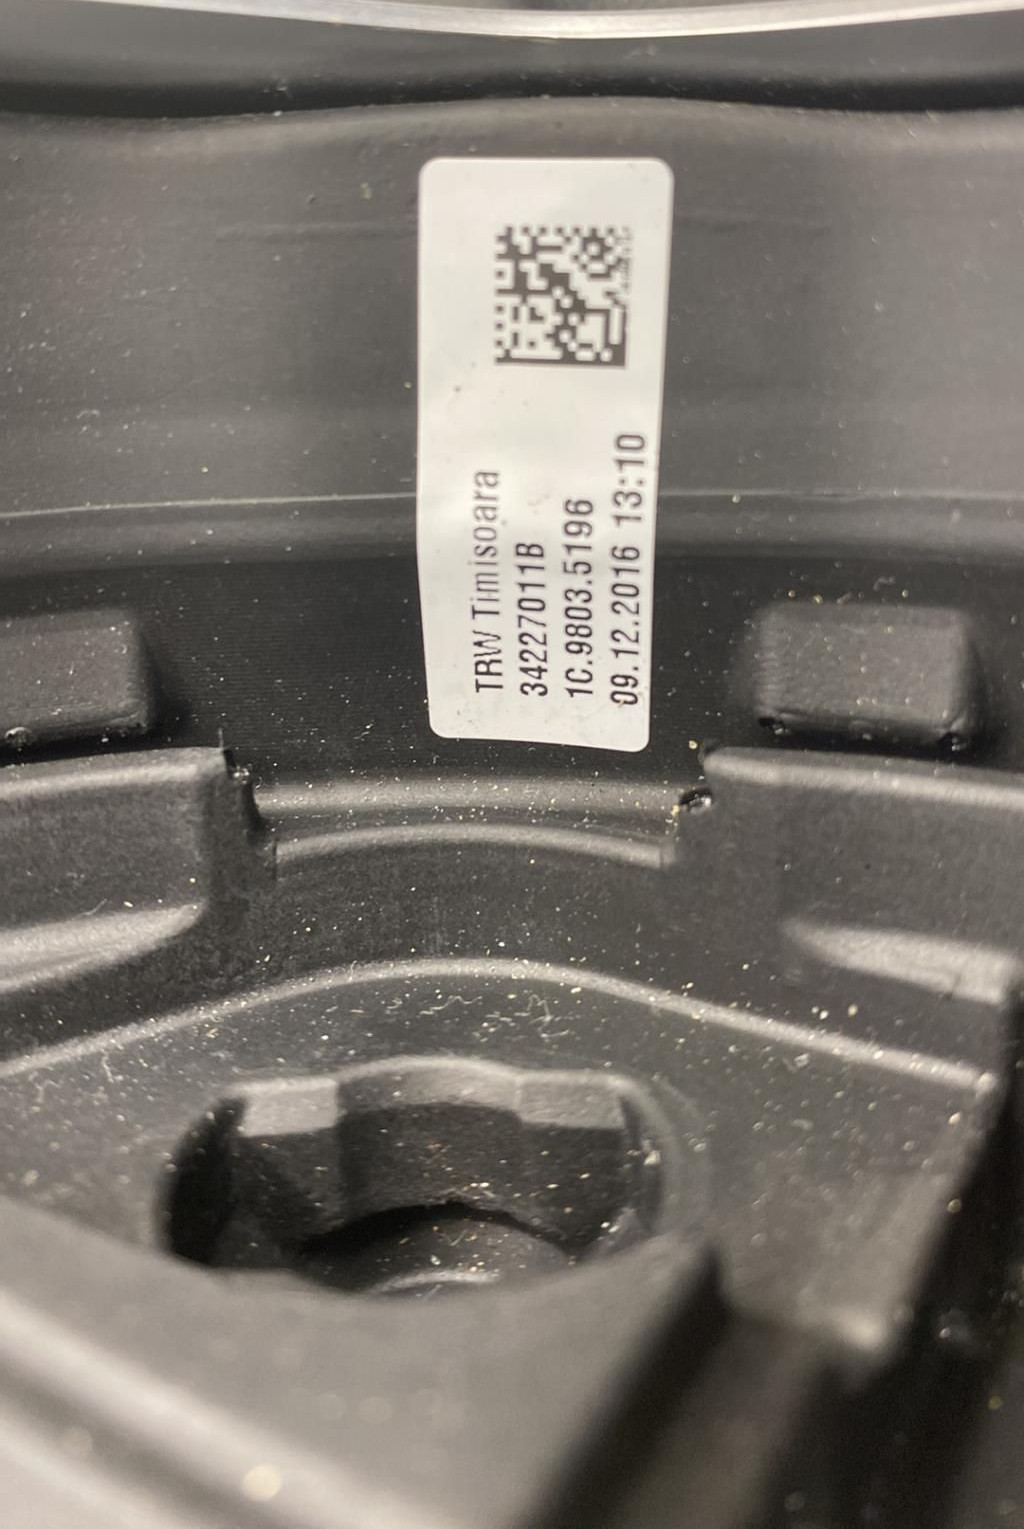 TRW Timisoara
34227011B
1C.9803.5196
09.12.2016 13:10